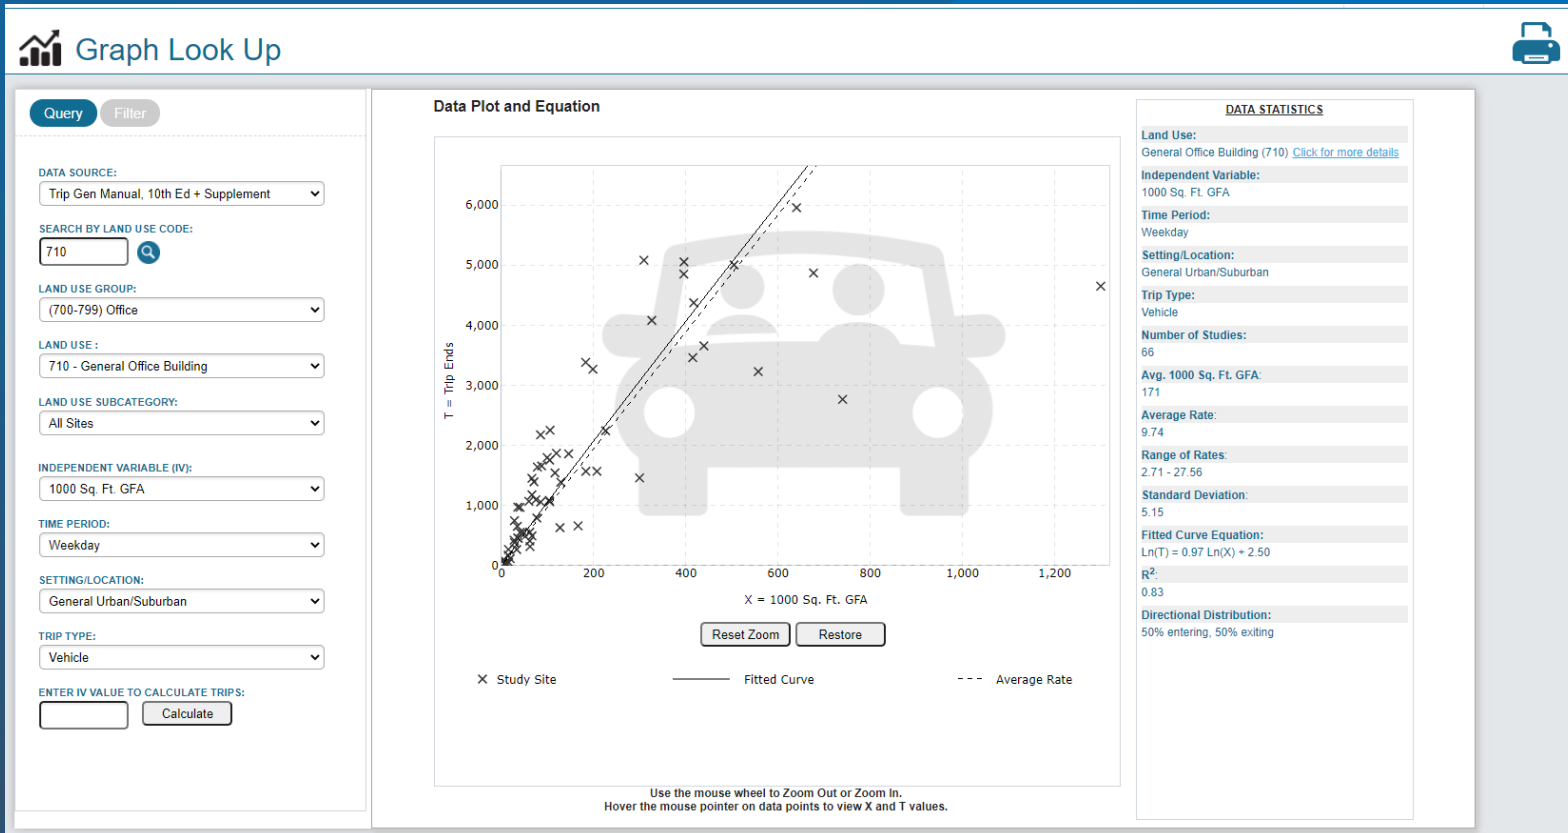 Graph Look Up
Query Filter
DATA SOURCE:
Trip Gen Manual, 10th Ed + Supplement
SEARCH BY LAND USE CODE:
710
LAND USE GROUP:
(700-799) Office
LAND USE :
710 - General Office Building
LAND USE SUBCATEGORY:
All Sites
INDEPENDENT VARIABLE (IV):
1000 Sq. Ft. GFA
TIME PERIOD:
Weekday
SETTING/LOCATION:
General Urban/Suburban
TRIP TYPE:
Vehicle
ENTER IV VALUE TO CALCULATE TRIPS:
Calculate
Data Plot and Equation
T = Trip Ends
6,000
5,000
4,000
3,000
2,000
1,000
0
0 200 400 600 800 1,000 1,200
X = 1000 Sq. Ft. GFA
Reset Zoom Restore
Study Site Fitted Curve Average Rate
Use the mouse wheel to Zoom Out or Zoom In.
Hover the mouse pointer on data points to view X and T values.
DATA STATISTICS
Land Use:
General Office Building (710) Click for more details
Independent Variable:
1000 Sq. Ft. GFA
Time Period:
Weekday
Setting/Location:
General Urban/Suburban
Trip Type:
Vehicle
Number of Studies:
66
Avg. 1000 Sq. Ft. GFA:
171
Average Rate:
9.74
Range of Rates:
2.71 - 27.56
Standard Deviation:
5.15
Fitted Curve Equation:
Ln(T) = 0.97 Ln(X) + 2.50
R²:
0.83
Directional Distribution:
50% entering, 50% exiting